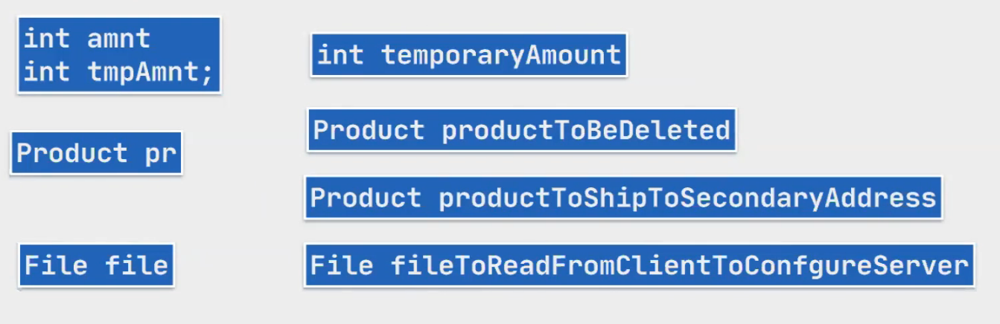 int amnt
int tmpAmnt;
int temporaryAmount
Product pr
Product productToBeDeleted
Product productToShipToSecondaryAddress
File file
File fileToReadFromClientToConfgureServer